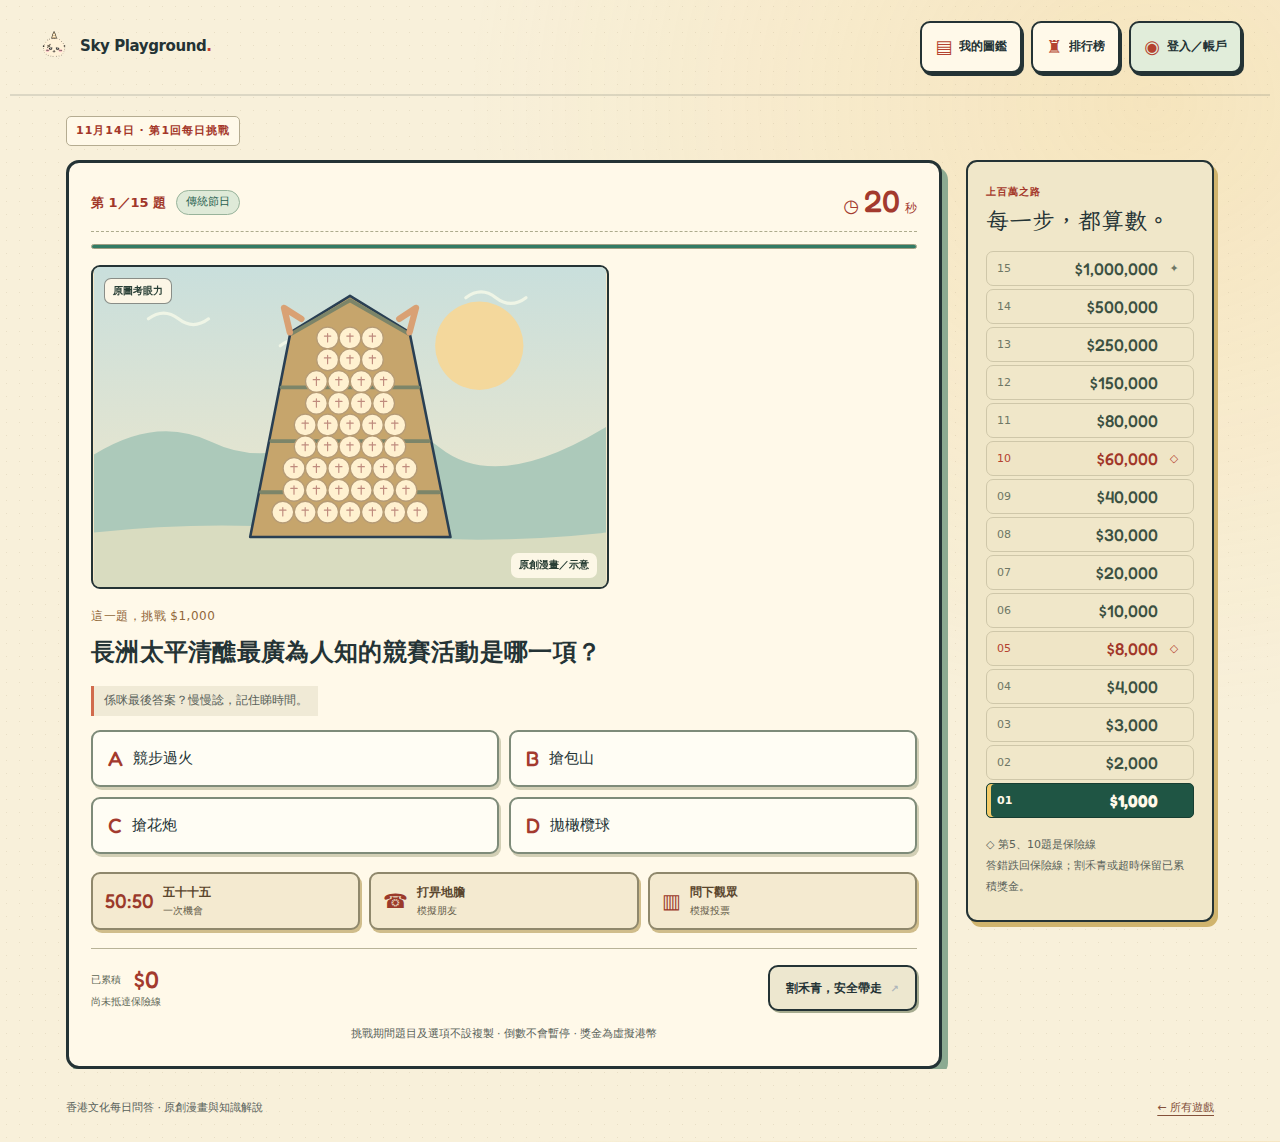 Sky Playground.
我的圖鑑
排行榜
登入／帳戶
11月14日 · 第1回每日挑戰
第 1／15 題
傳統節日
20 秒
原圖考眼力
原創漫畫／示意
這一題，挑戰 $1,000
長洲太平清醮最廣為人知的競賽活動是哪一項？
係咪最後答案？慢慢諗，記住睇時間。
A 競步過火
B 搶包山
C 搶花炮
D 拋橄欖球
50:50 五十十五
一次機會
打畀地膽
模擬朋友
問下觀眾
模擬投票
已累積 $0
尚未抵達保險線
割禾青，安全帶走 ↗
挑戰期間題目及選項不設複製 · 倒數不會暫停 · 獎金為虛擬港幣
上百萬之路
每一步，都算數。
15 $1,000,000 ✦
14 $500,000
13 $250,000
12 $150,000
11 $80,000
10 $60,000 ◇
09 $40,000
08 $30,000
07 $20,000
06 $10,000
05 $8,000 ◇
04 $4,000
03 $3,000
02 $2,000
01 $1,000
◇ 第5、10題是保險線
答錯跌回保險線；割禾青或超時保留已累
積獎金。
香港文化每日問答 · 原創漫畫與知識解說
← 所有遊戲